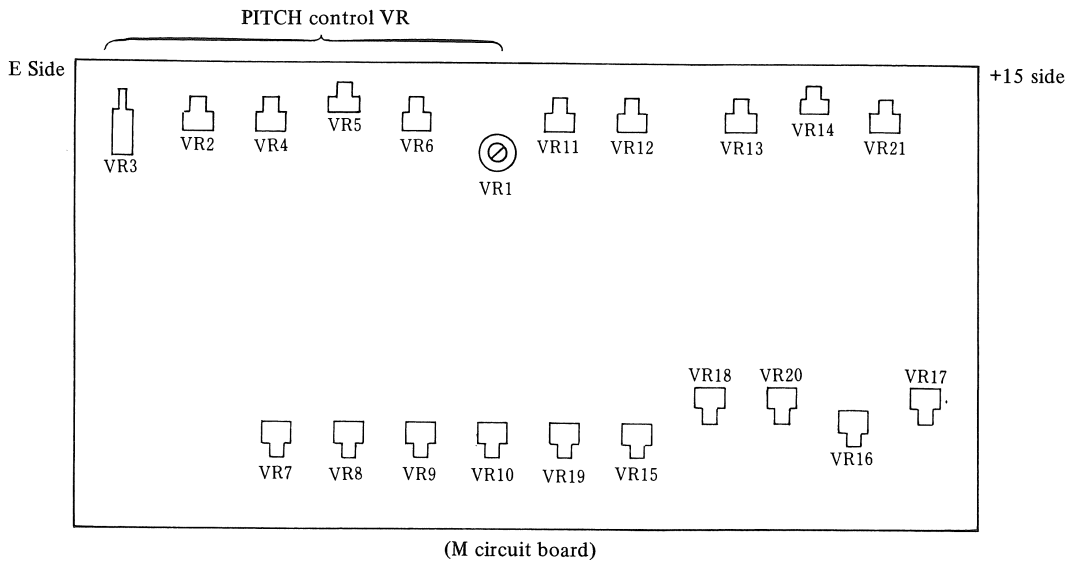 PITCH control VR
E Side
+15 side
VR3
VR2
VR4
VR5
VR6
VR1
VR11
VR12
VR13
VR14
VR21
VR18
VR20
VR17
VR7
VR8
VR9
VR10
VR19
VR15
VR16
(M circuit board)